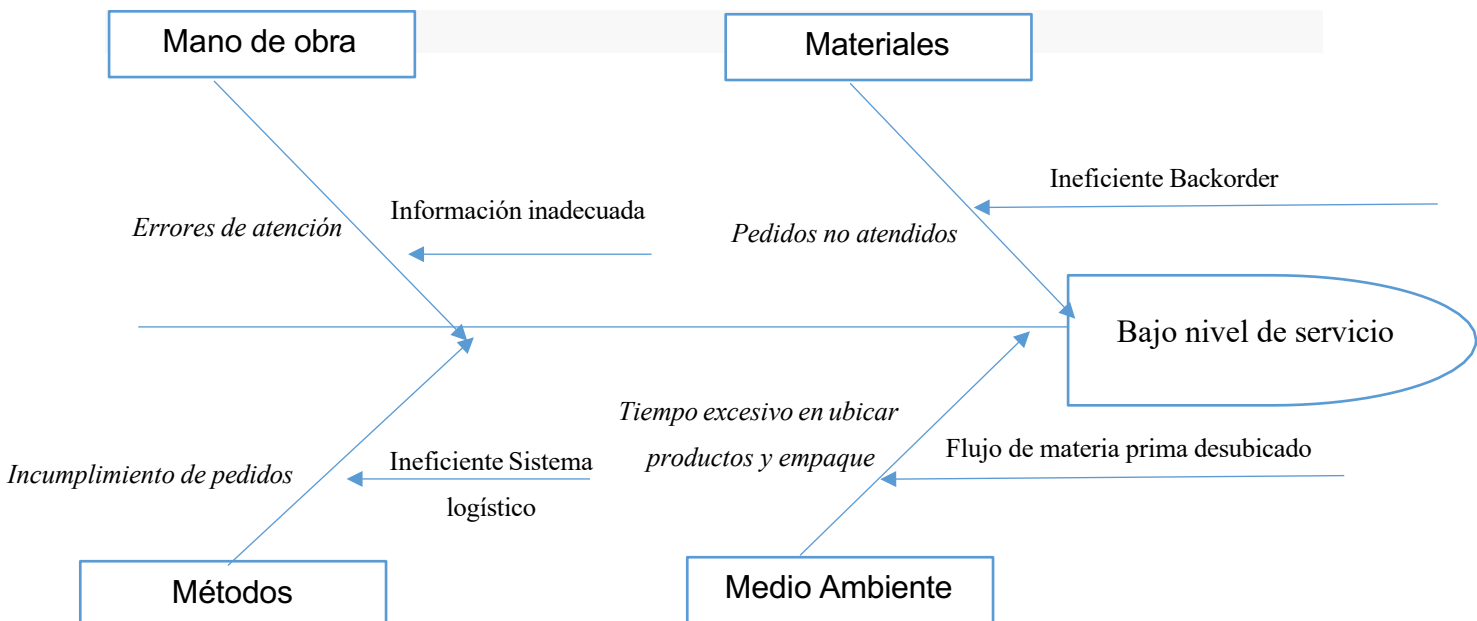 Mano de obra
Materiales
Ineficiente Backorder
Información inadecuada
Errores de atención
Pedidos no atendidos
Bajo nivel de servicio
Tiempo excesivo en ubicar
productos y empaque
Flujo de materia prima desubicado
Incumplimiento de pedidos
Ineficiente Sistema
logístico
Métodos
Medio Ambiente